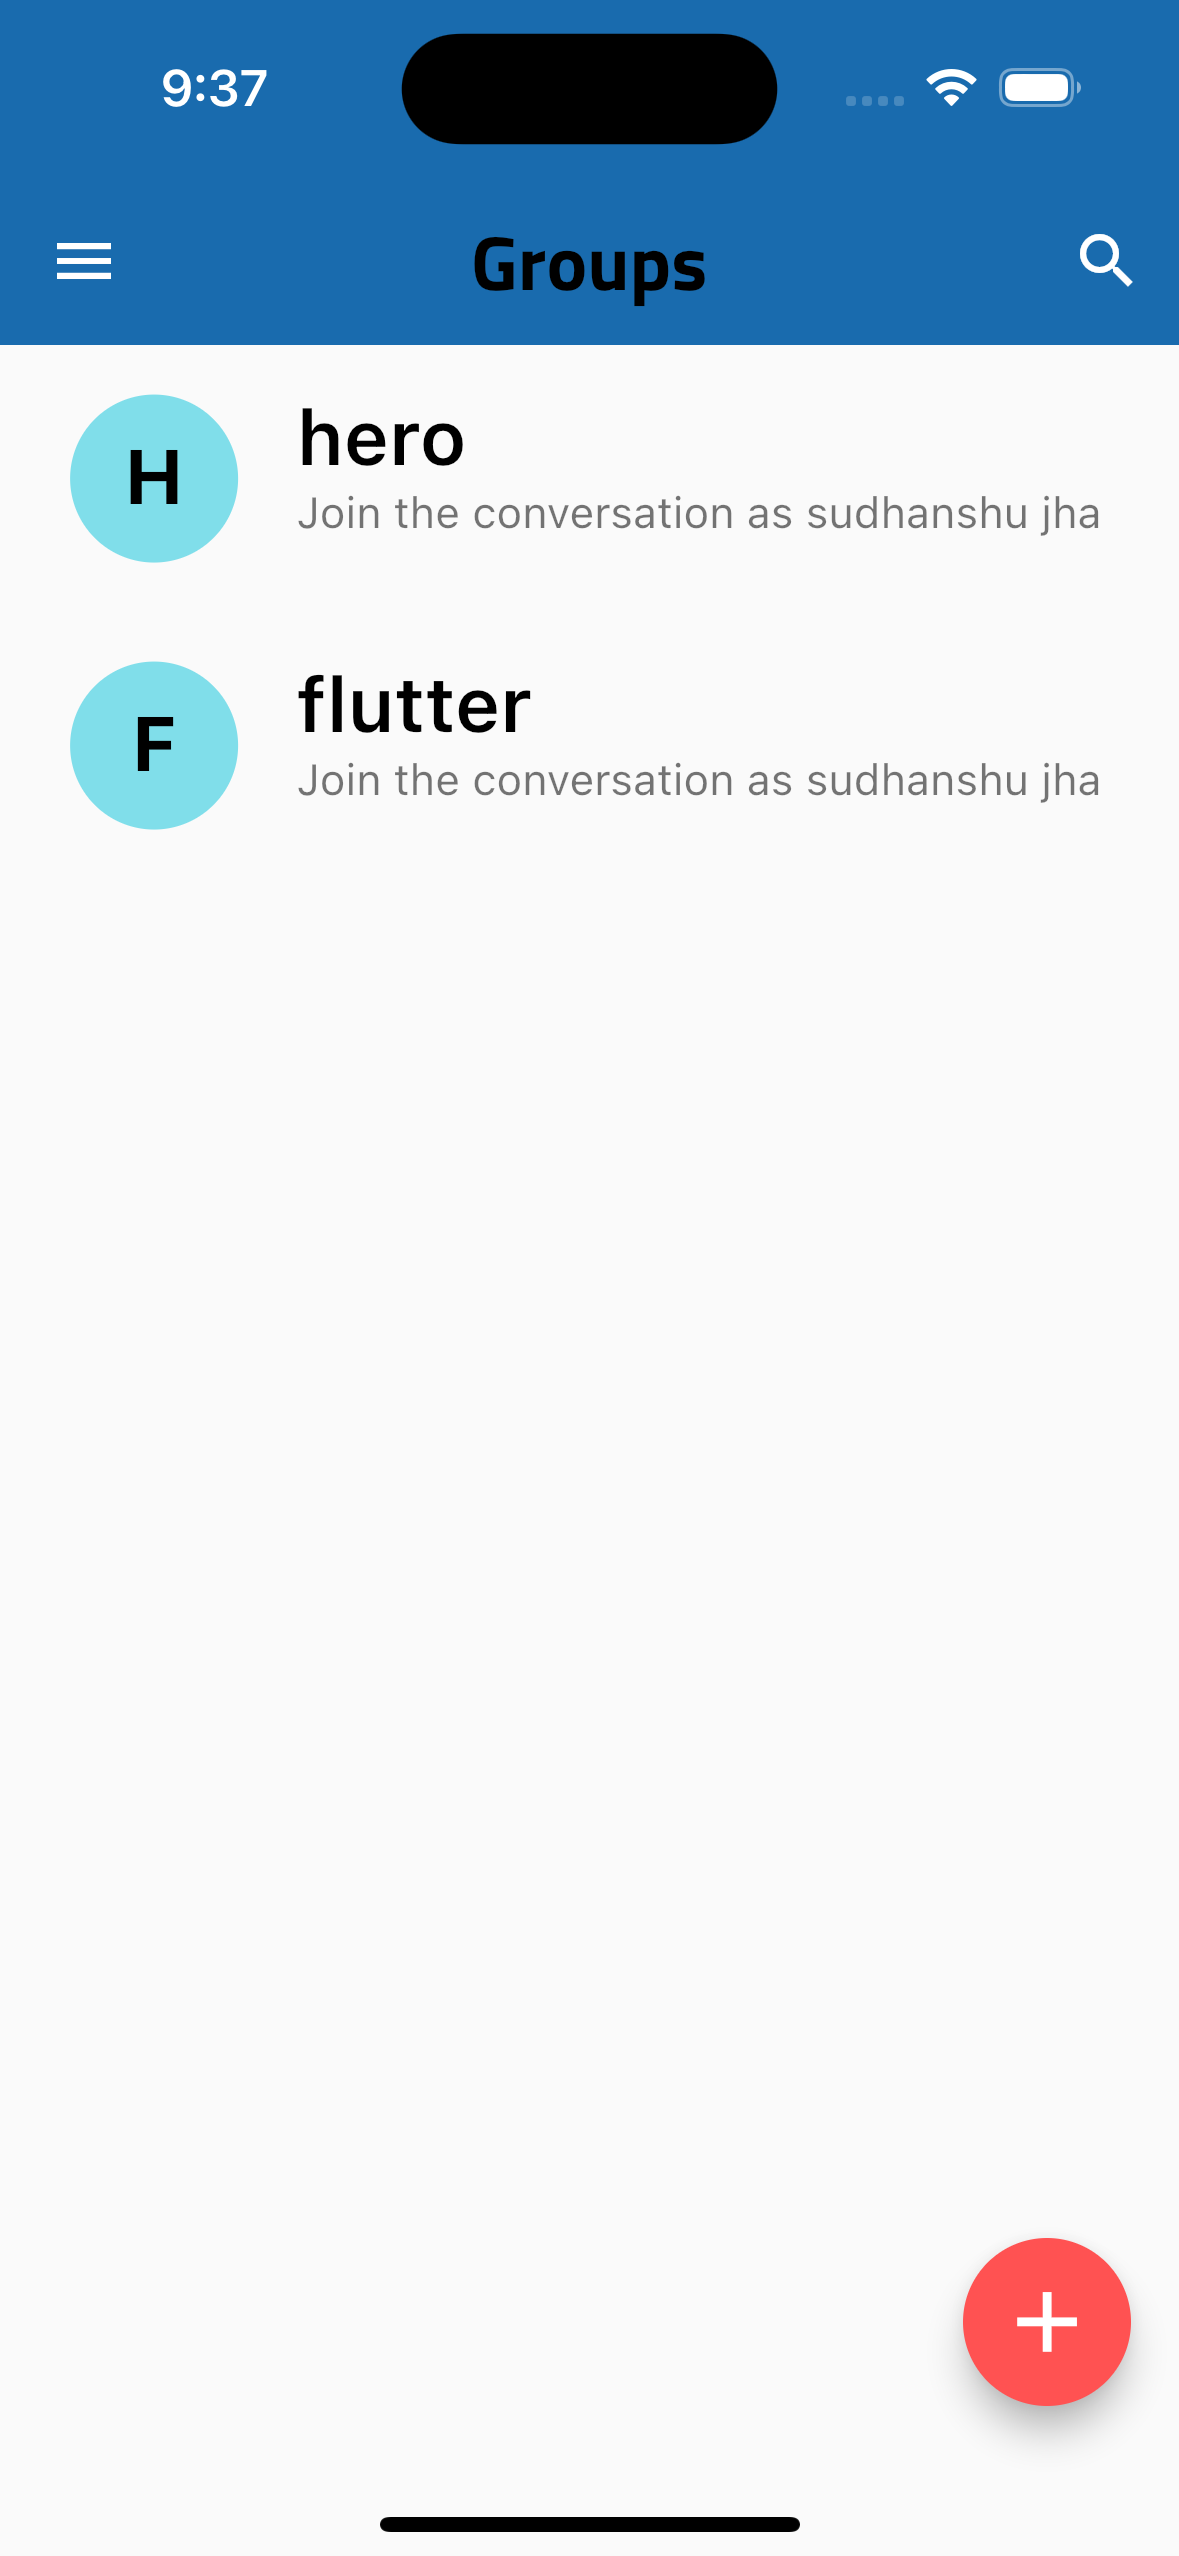 9:37
Groups
H
hero
Join the conversation as sudhanshu jha
F
flutter
Join the conversation as sudhanshu jha